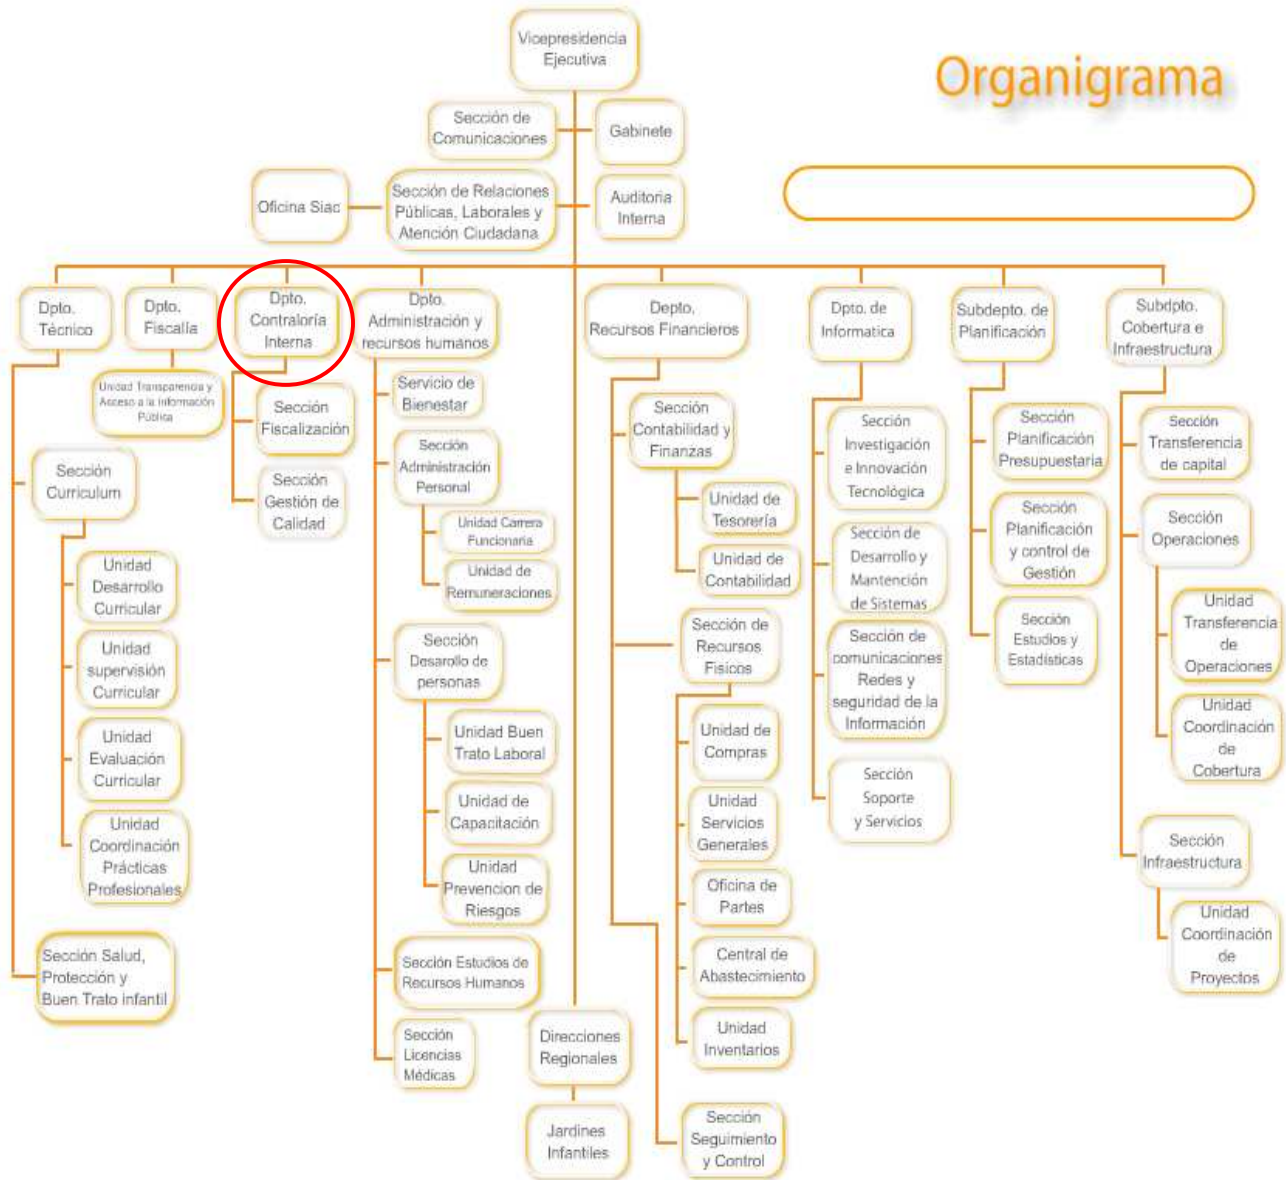 Organigrama
Vicepresidencia
Ejecutiva
Sección de
Comunicaciones
Gabinete
Oficina Siac
Sección de Relaciones
Públicas, Laborales y
Atención Ciudadana
Auditoria
Interna
Dpto.
Técnico
Dpto.
Fiscalía
Dpto.
Contraloría
Interna
Dpto.
Administración y
recursos humanos
Depto.
Recursos Financieros
Dpto. de
Informatica
Subdepto. de
Planificación
Subdpto.
Cobertura e
Infraestructura
Unidad Transparencia y
Acceso a la Información
Pública
Sección
Curriculum
Unidad
Desarrollo
Curricular
Unidad
supervisión
Curricular
Unidad
Evaluación
Curricular
Unidad
Coordinación
Prácticas
Profesionales
Sección Salud,
Protección y
Buen Trato infantil
Sección
Fiscalización
Sección
Gestión de
Calidad
Servicio de
Bienestar
Sección
Administración
Personal
Unidad Carrera
Funcionaria
Unidad de
Remuneraciones
Sección
Desarollo de
personas
Unidad Buen
Trato Laboral
Unidad de
Capacitación
Unidad
Prevencion de
Riesgos
Sección Estudios de
Recursos Humanos
Sección
Licencias
Médicas
Direcciones
Regionales
Jardines
Infantiles
Sección
Contabilidad y
Finanzas
Unidad de
Tesorería
Unidad de
Contabilidad
Sección de
Recursos
Fisicos
Unidad de
Compras
Unidad
Servicios
Generales
Oficina de
Partes
Central de
Abastecimiento
Unidad
Inventarios
Sección
Seguimiento
y Control
Sección
Investigación
e Innovación
Tecnológica
Sección de
Desarrollo y
Mantención
de Sistemas
Sección de
comunicaciones
Redes y
seguridad de la
Información
Sección
Soporte
y Servicios
Sección
Planificación
Presupuestaria
Sección
Planificación
y control de
Gestión
Sección
Estudios y
Estadísticas
Sección
Transferencia
de capital
Sección
Operaciones
Unidad
Transferencia
de
Operaciones
Unidad
Coordinación
de
Cobertura
Sección
Infraestructura
Unidad
Coordinación
de
Proyectos